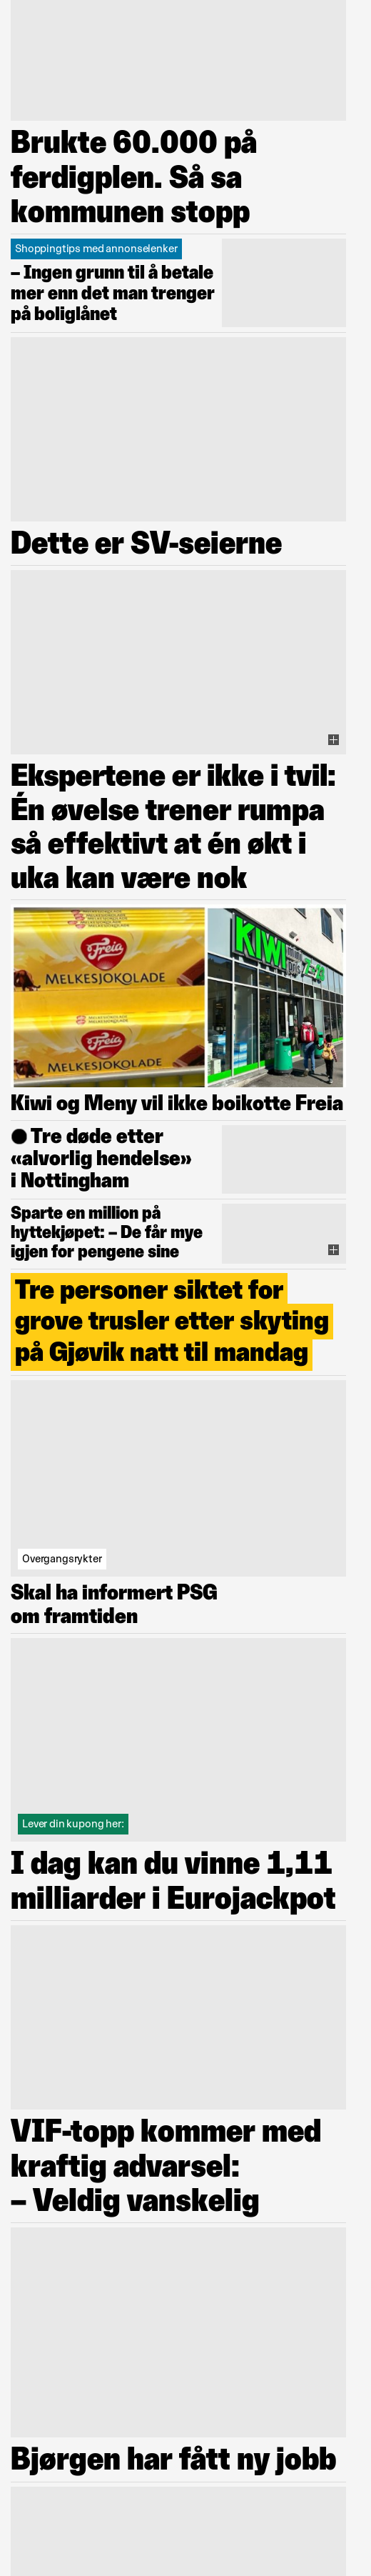 Brukte 60.000 på
ferdigplen. Så sa
kommunen stopp
Shoppingtips med annonselenker
– Ingen grunn til å betale
mer enn det man trenger
på boliglånet
Dette er SV-seierne
Ekspertene er ikke i tvil:
Én øvelse trener rumpa
så effektivt at én økt i
uka kan være nok
MELKESJOKOLADE
Freia
MELKESJOKOLADE
Freia
MELKESJOKOLADE
KIWI
7-23
Kiwi og Meny vil ikke boikotte Freia
Tre døde etter
«alvorlig hendelse»
i Nottingham
Sparte en million på
hyttekjøpet: – De får mye
igjen for pengene sine
Tre personer siktet for
grove trusler etter skyting
på Gjøvik natt til mandag
Overgangsrykter
Skal ha informert PSG
om framtiden
Lever din kupong her:
I dag kan du vinne 1,11
milliarder i Eurojackpot
VIF-topp kommer med
kraftig advarsel:
– Veldig vanskelig
Bjørgen har fått ny jobb